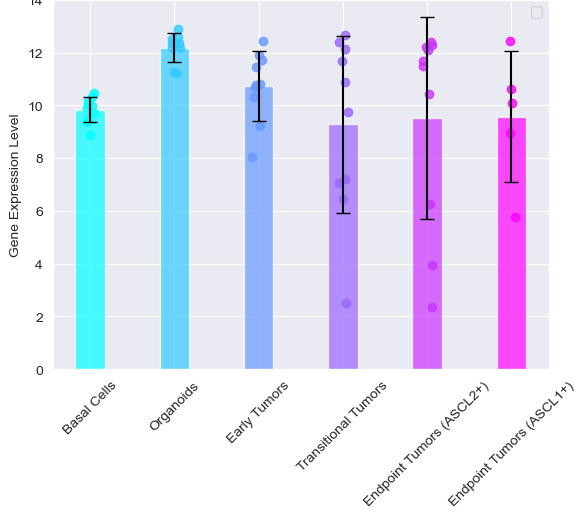 14
12
10
8
6
4
2
0
Gene Expression Level
Basal Cells
Organoids
Early Tumors
Transitional Tumors
Endpoint Tumors (ASCL2+)
Endpoint Tumors (ASCL1+)